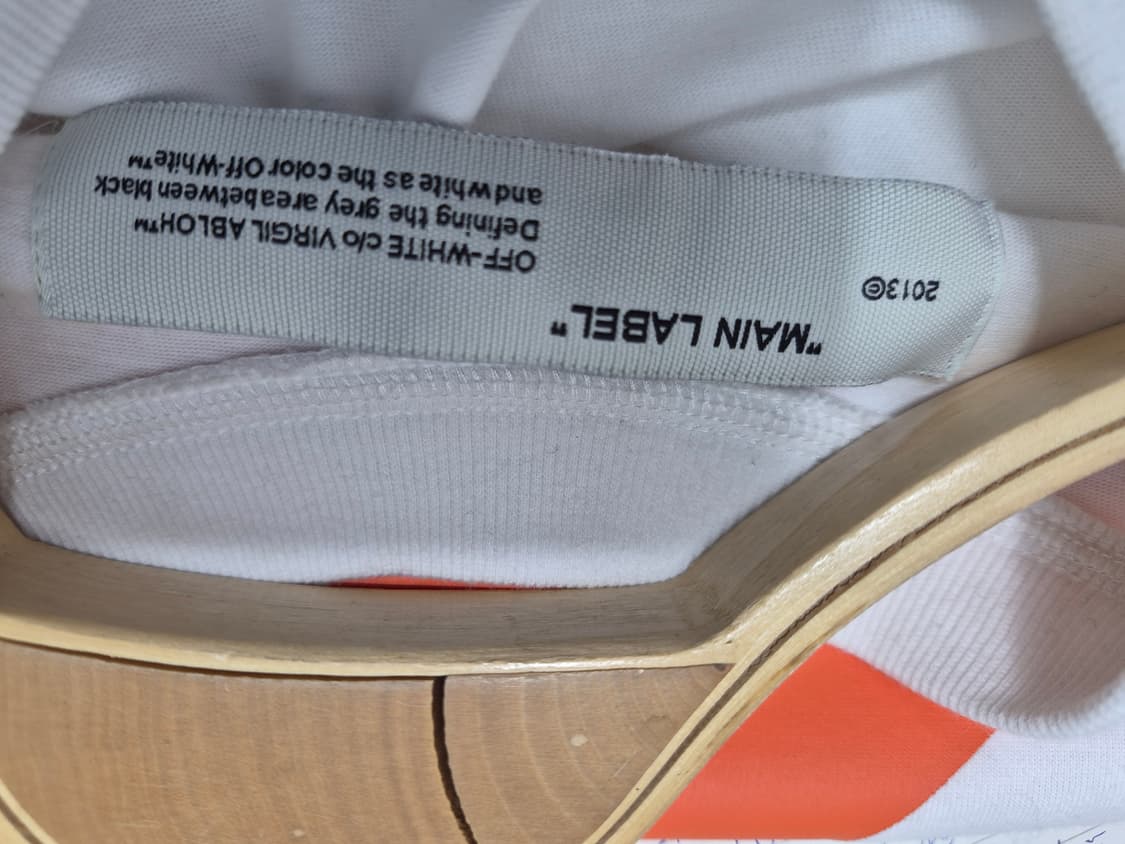 "MAIN LABEL"
2013©
OFF-WHITE c/o VIRGIL ABLOH™
Defining the grey area between black
and white as the color Off-White™